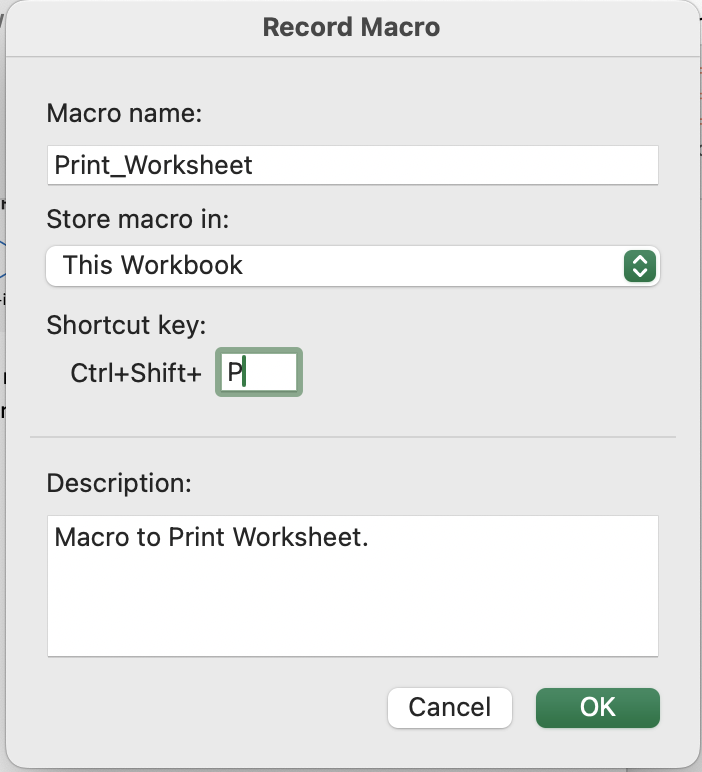 Record Macro
Macro name:
Print_Worksheet
Store macro in:
This Workbook
Shortcut key:
Ctrl+Shift+ P
Description:
Macro to Print Worksheet.
Cancel OK